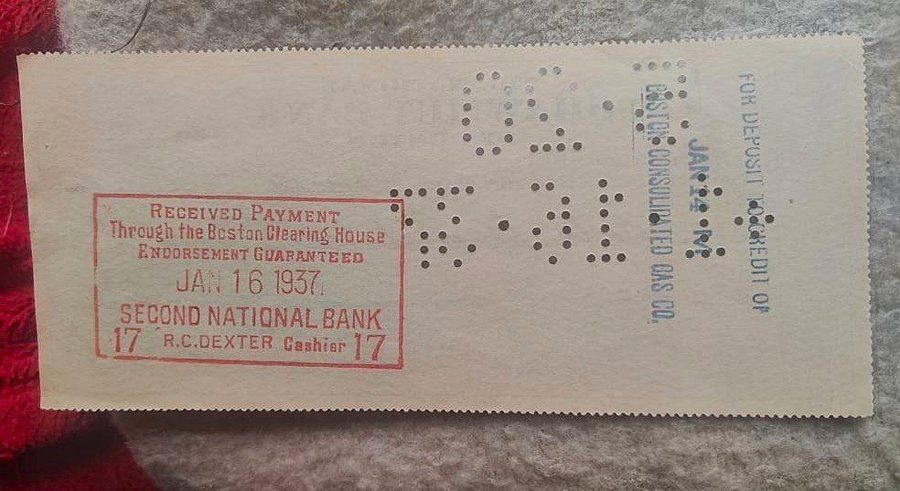 RECEIVED PAYMENT
Through the Boston Clearing House
ENDORSEMENT GUARANTEED
JAN 16 1937
SECOND NATIONAL BANK
17 R.C.DEXTER Cashier 17
FOR DEPOSIT TO CREDIT OF
JAN
BOSTON CONSOLIDATED GAS CO.